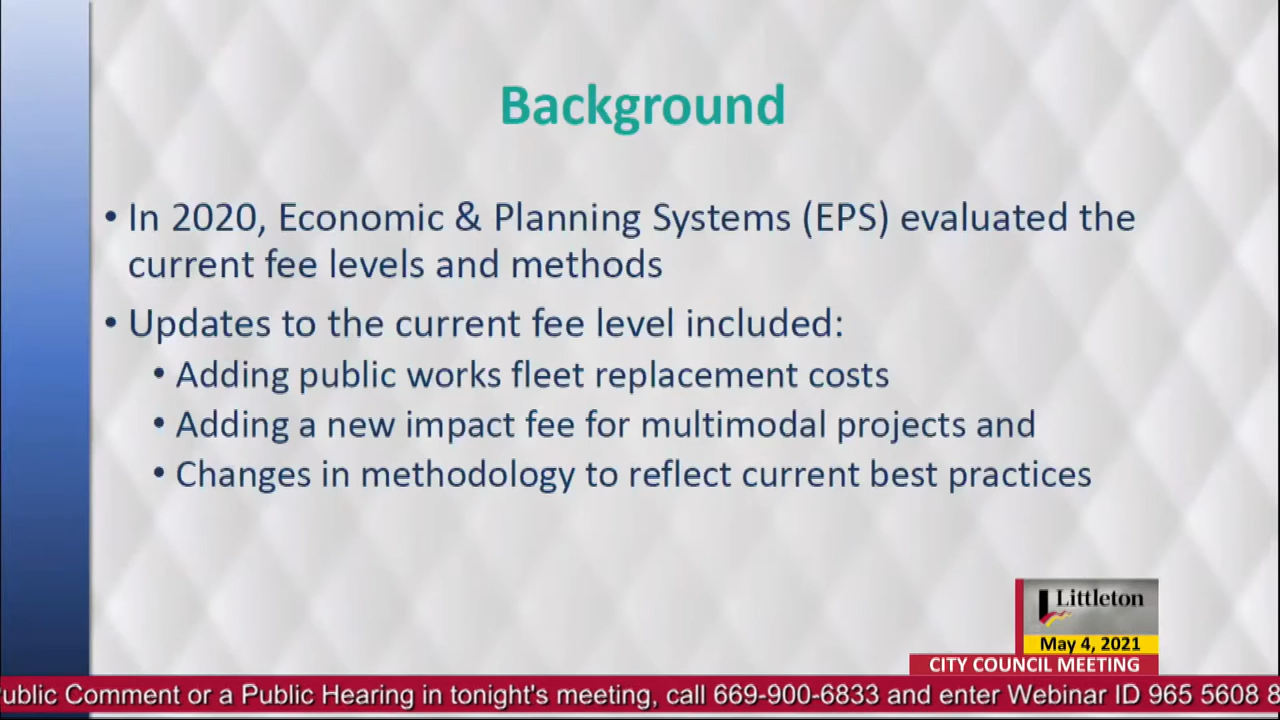 Background
• In 2020, Economic & Planning Systems (EPS) evaluated the
current fee levels and methods
• Updates to the current fee level included:
• Adding public works fleet replacement costs
• Adding a new impact fee for multimodal projects and
• Changes in methodology to reflect current best practices
Littleton
May 4, 2021
CITY COUNCIL MEETING
Comment or a Public Hearing in tonight's meeting, call 669-900-6833 and enter Webinar ID 965 5608